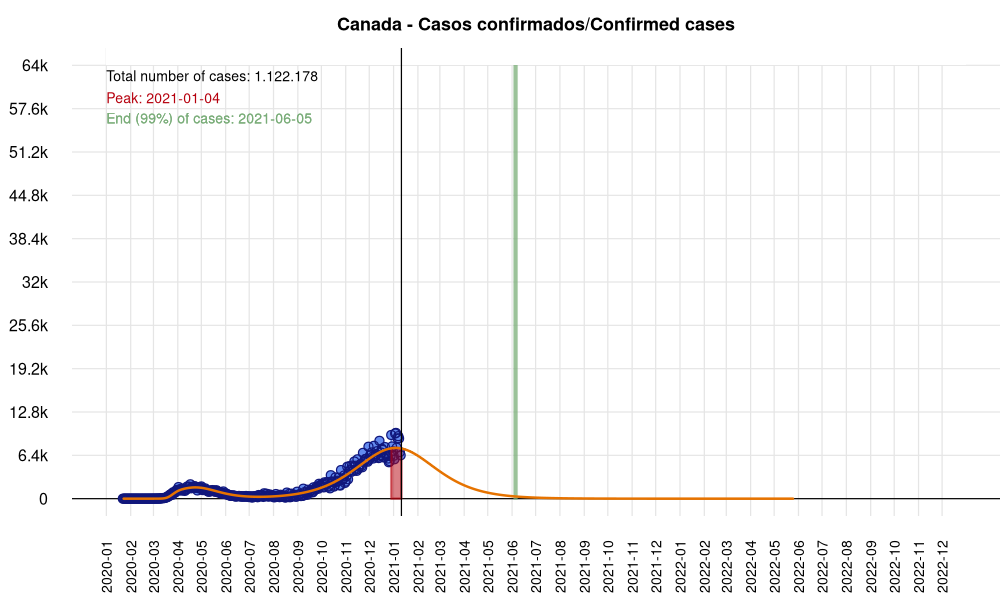 Canada - Casos confirmados/Confirmed cases
Total number of cases: 1.122.178
Peak: 2021-01-04
End (99%) of cases: 2021-06-05
64k
57.6k
51.2k
44.8k
38.4k
32k
25.6k
19.2k
12.8k
6.4k
0
2020-01
2020-02
2020-03
2020-04
2020-05
2020-06
2020-07
2020-08
2020-09
2020-10
2020-11
2020-12
2021-01
2021-02
2021-03
2021-04
2021-05
2021-06
2021-07
2021-08
2021-09
2021-10
2021-11
2021-12
2022-01
2022-02
2022-03
2022-04
2022-05
2022-06
2022-07
2022-08
2022-09
2022-10
2022-11
2022-12